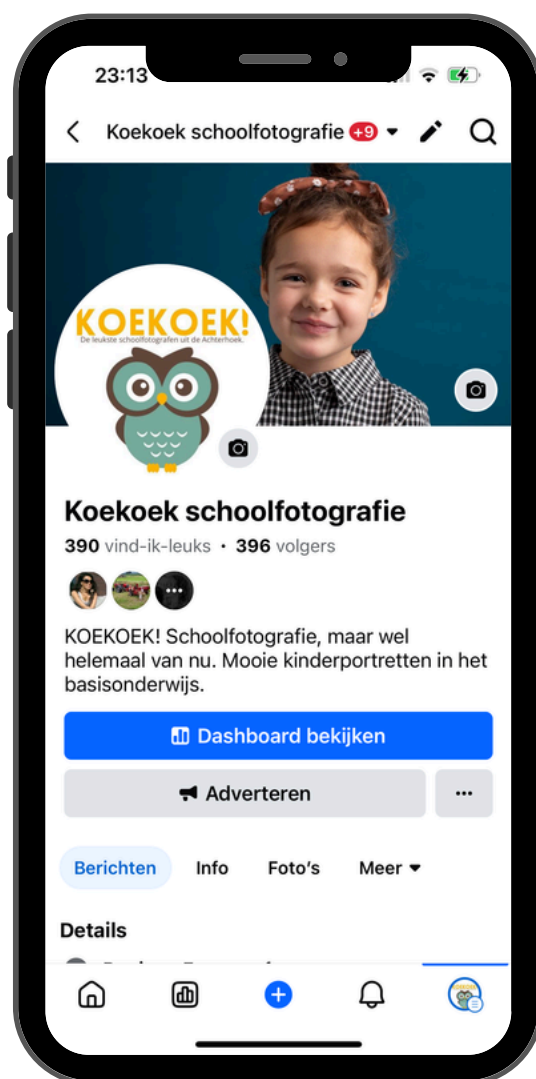 23:13
Koekoek schoolfotografie +9
KOEKOEK!
De leukste schoolfotografen uit de Achterhoek.
Koekoek schoolfotografie
390 vind-ik-leuks · 396 volgers
KOEKOEK! Schoolfotografie, maar wel
helemaal van nu. Mooie kinderportretten in het
basisonderwijs.
Dashboard bekijken
Adverteren
Berichten Info Foto's Meer
Details